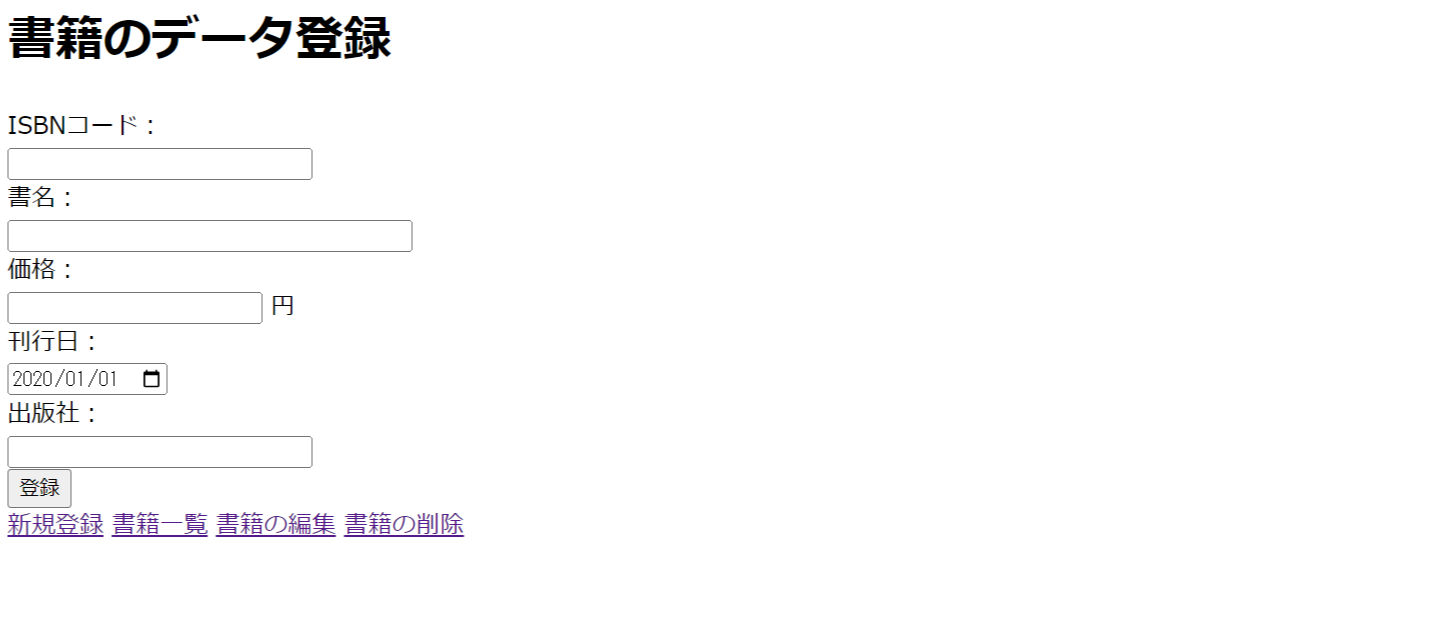 書籍のデータ登録
ISBNコード：
書名：
価格：
円
刊行日：
2020/01/01
出版社：
登録
新規登録 書籍一覧 書籍の編集 書籍の削除